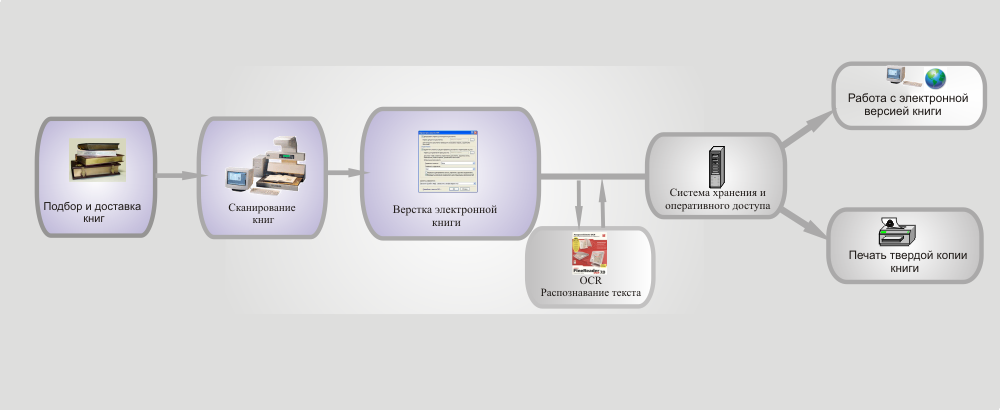 Подбор и доставка
книг
Сканирование
книг
Верстка электронной
книги
FineReader
OCR
Распознавание текста
Система хранения и
оперативного доступа
Работа с электронной
версией книги
Печать твердой копии
книги